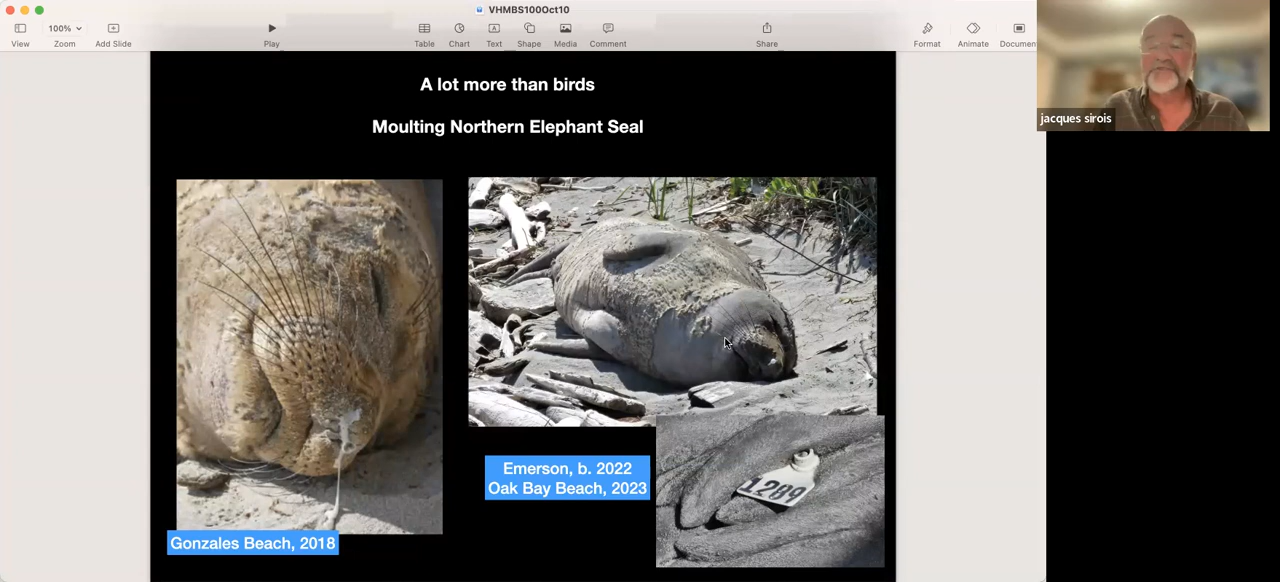 VHMBS100Oct10
100%
View
Zoom
Add Slide
Play
Table
Chart
Text
Shape
Media
Comment
Share
Format
Animate
Documen
jacques sirois
A lot more than birds
Moulting Northern Elephant Seal
Emerson, b. 2022
Oak Bay Beach, 2023
1289
Gonzales Beach, 2018